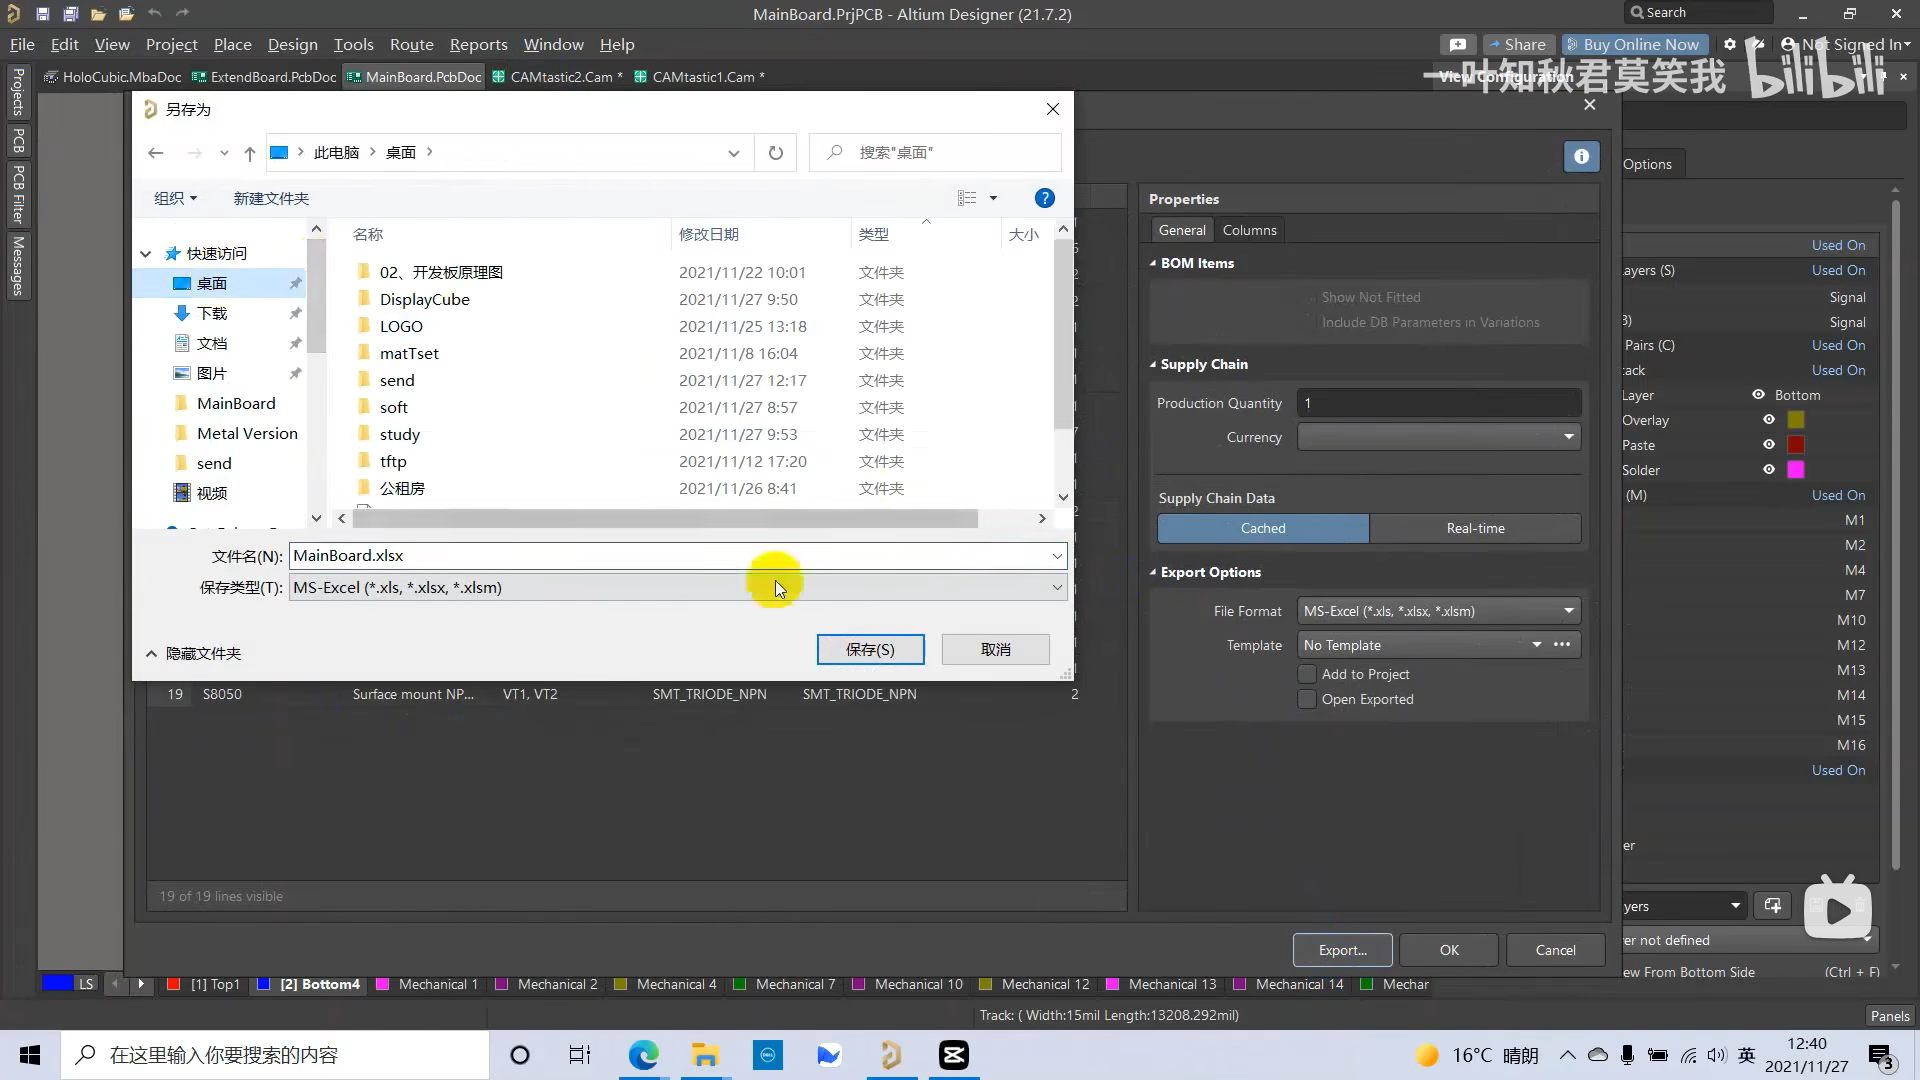 MainBoard.PrjPCB - Altium Designer (21.7.2)
Search
File Edit View Project Place Design Tools Route Reports Window Help
Share
Buy Online Now
Not Signed In
HoloCubic.MbaDoc
ExtendBoard.PcbDoc
MainBoard.PcbDoc
CAMtastic2.Cam *
CAMtastic1.Cam *
View Configuration
一叶知秋君莫笑我
bilibili
Projects
PCB
PCB Filter
Messages
另存为
此电脑
桌面
搜索"桌面"
组织
新建文件夹
名称 修改日期 类型 大小
快速访问
桌面
下载
文档
图片
MainBoard
Metal Version
send
视频
02、开发板原理图 2021/11/22 10:01 文件夹
DisplayCube 2021/11/27 9:50 文件夹
LOGO 2021/11/25 13:18 文件夹
matTset 2021/11/8 16:04 文件夹
send 2021/11/27 12:17 文件夹
soft 2021/11/27 8:57 文件夹
study 2021/11/27 9:53 文件夹
tftp 2021/11/12 17:20 文件夹
公租房 2021/11/26 8:41 文件夹
文件名(N): MainBoard.xlsx
保存类型(T): MS-Excel (*.xls, *.xlsx, *.xlsm)
隐藏文件夹
保存(S)
取消
19 S8050 Surface mount NP... VT1, VT2 SMT_TRIODE_NPN SMT_TRIODE_NPN 2
19 of 19 lines visible
Properties
General Columns
BOM Items
Show Not Fitted
Include DB Parameters in Variations
Supply Chain
Production Quantity 1
Currency
Supply Chain Data
Cached Real-time
Export Options
File Format MS-Excel (*.xls, *.xlsx, *.xlsm)
Template No Template
Add to Project
Open Exported
Export... OK Cancel
Options
Used On
ayers (S) Used On
Signal
Signal
Pairs (C) Used On
Used On
Layer Bottom
Overlay
Paste
Solder
(M) Used On
M1
M2
M4
M7
M10
M12
M13
M14
M15
M16
Used On
er
yers
er not defined
ew From Bottom Side (Ctrl + F)
LS [1] Top1 [2] Bottom4 Mechanical 1 Mechanical 2 Mechanical 4 Mechanical 7 Mechanical 10 Mechanical 12 Mechanical 13 Mechanical 14 Mechar
Track: ( Width:15mil Length:13208.292mil)
Panels
在这里输入你要搜索的内容
16°C 晴朗
英
12:40
2021/11/27
3